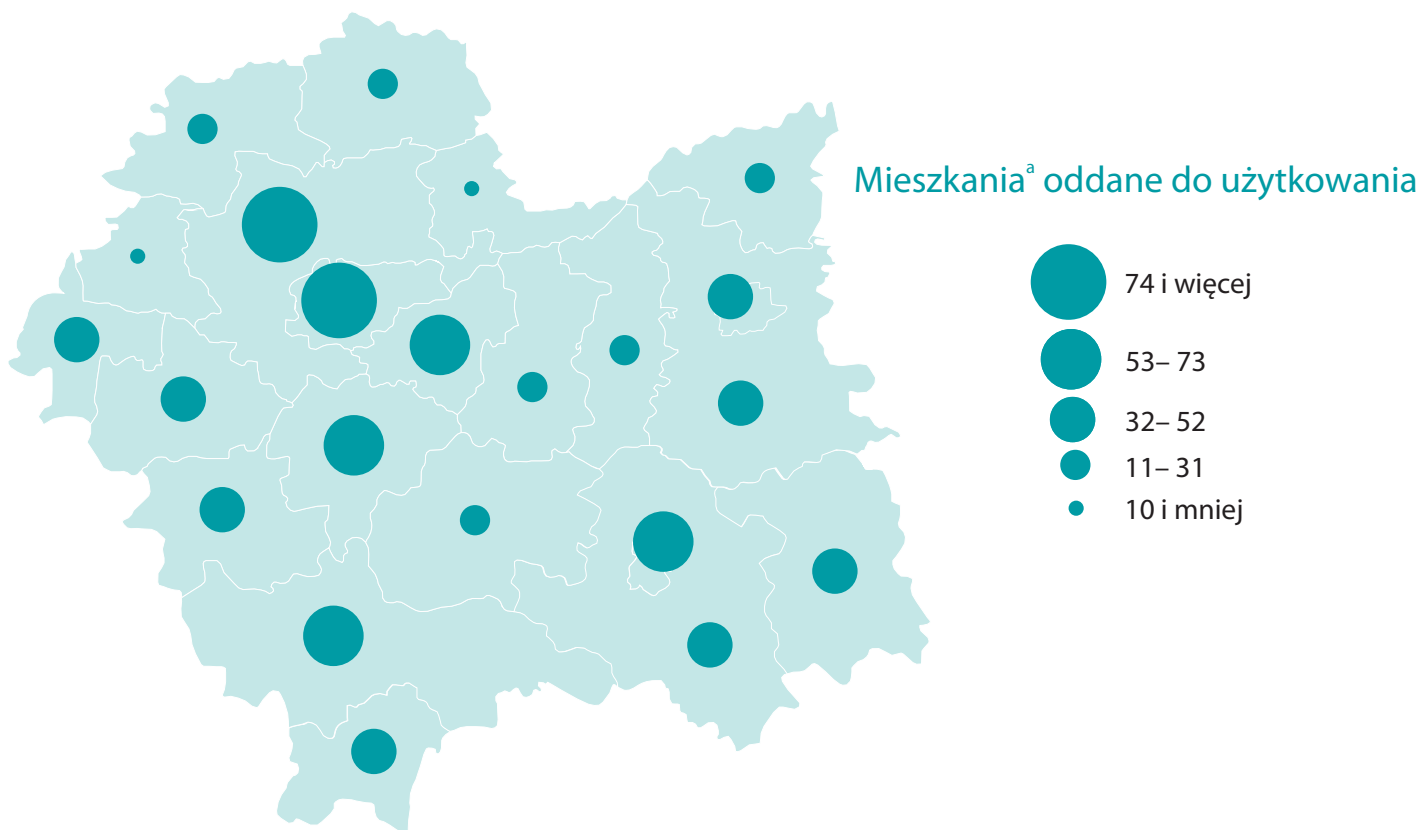 Mieszkaniaᵃ oddane do użytkowania
74 i więcej
53– 73
32– 52
11– 31
10 i mniej